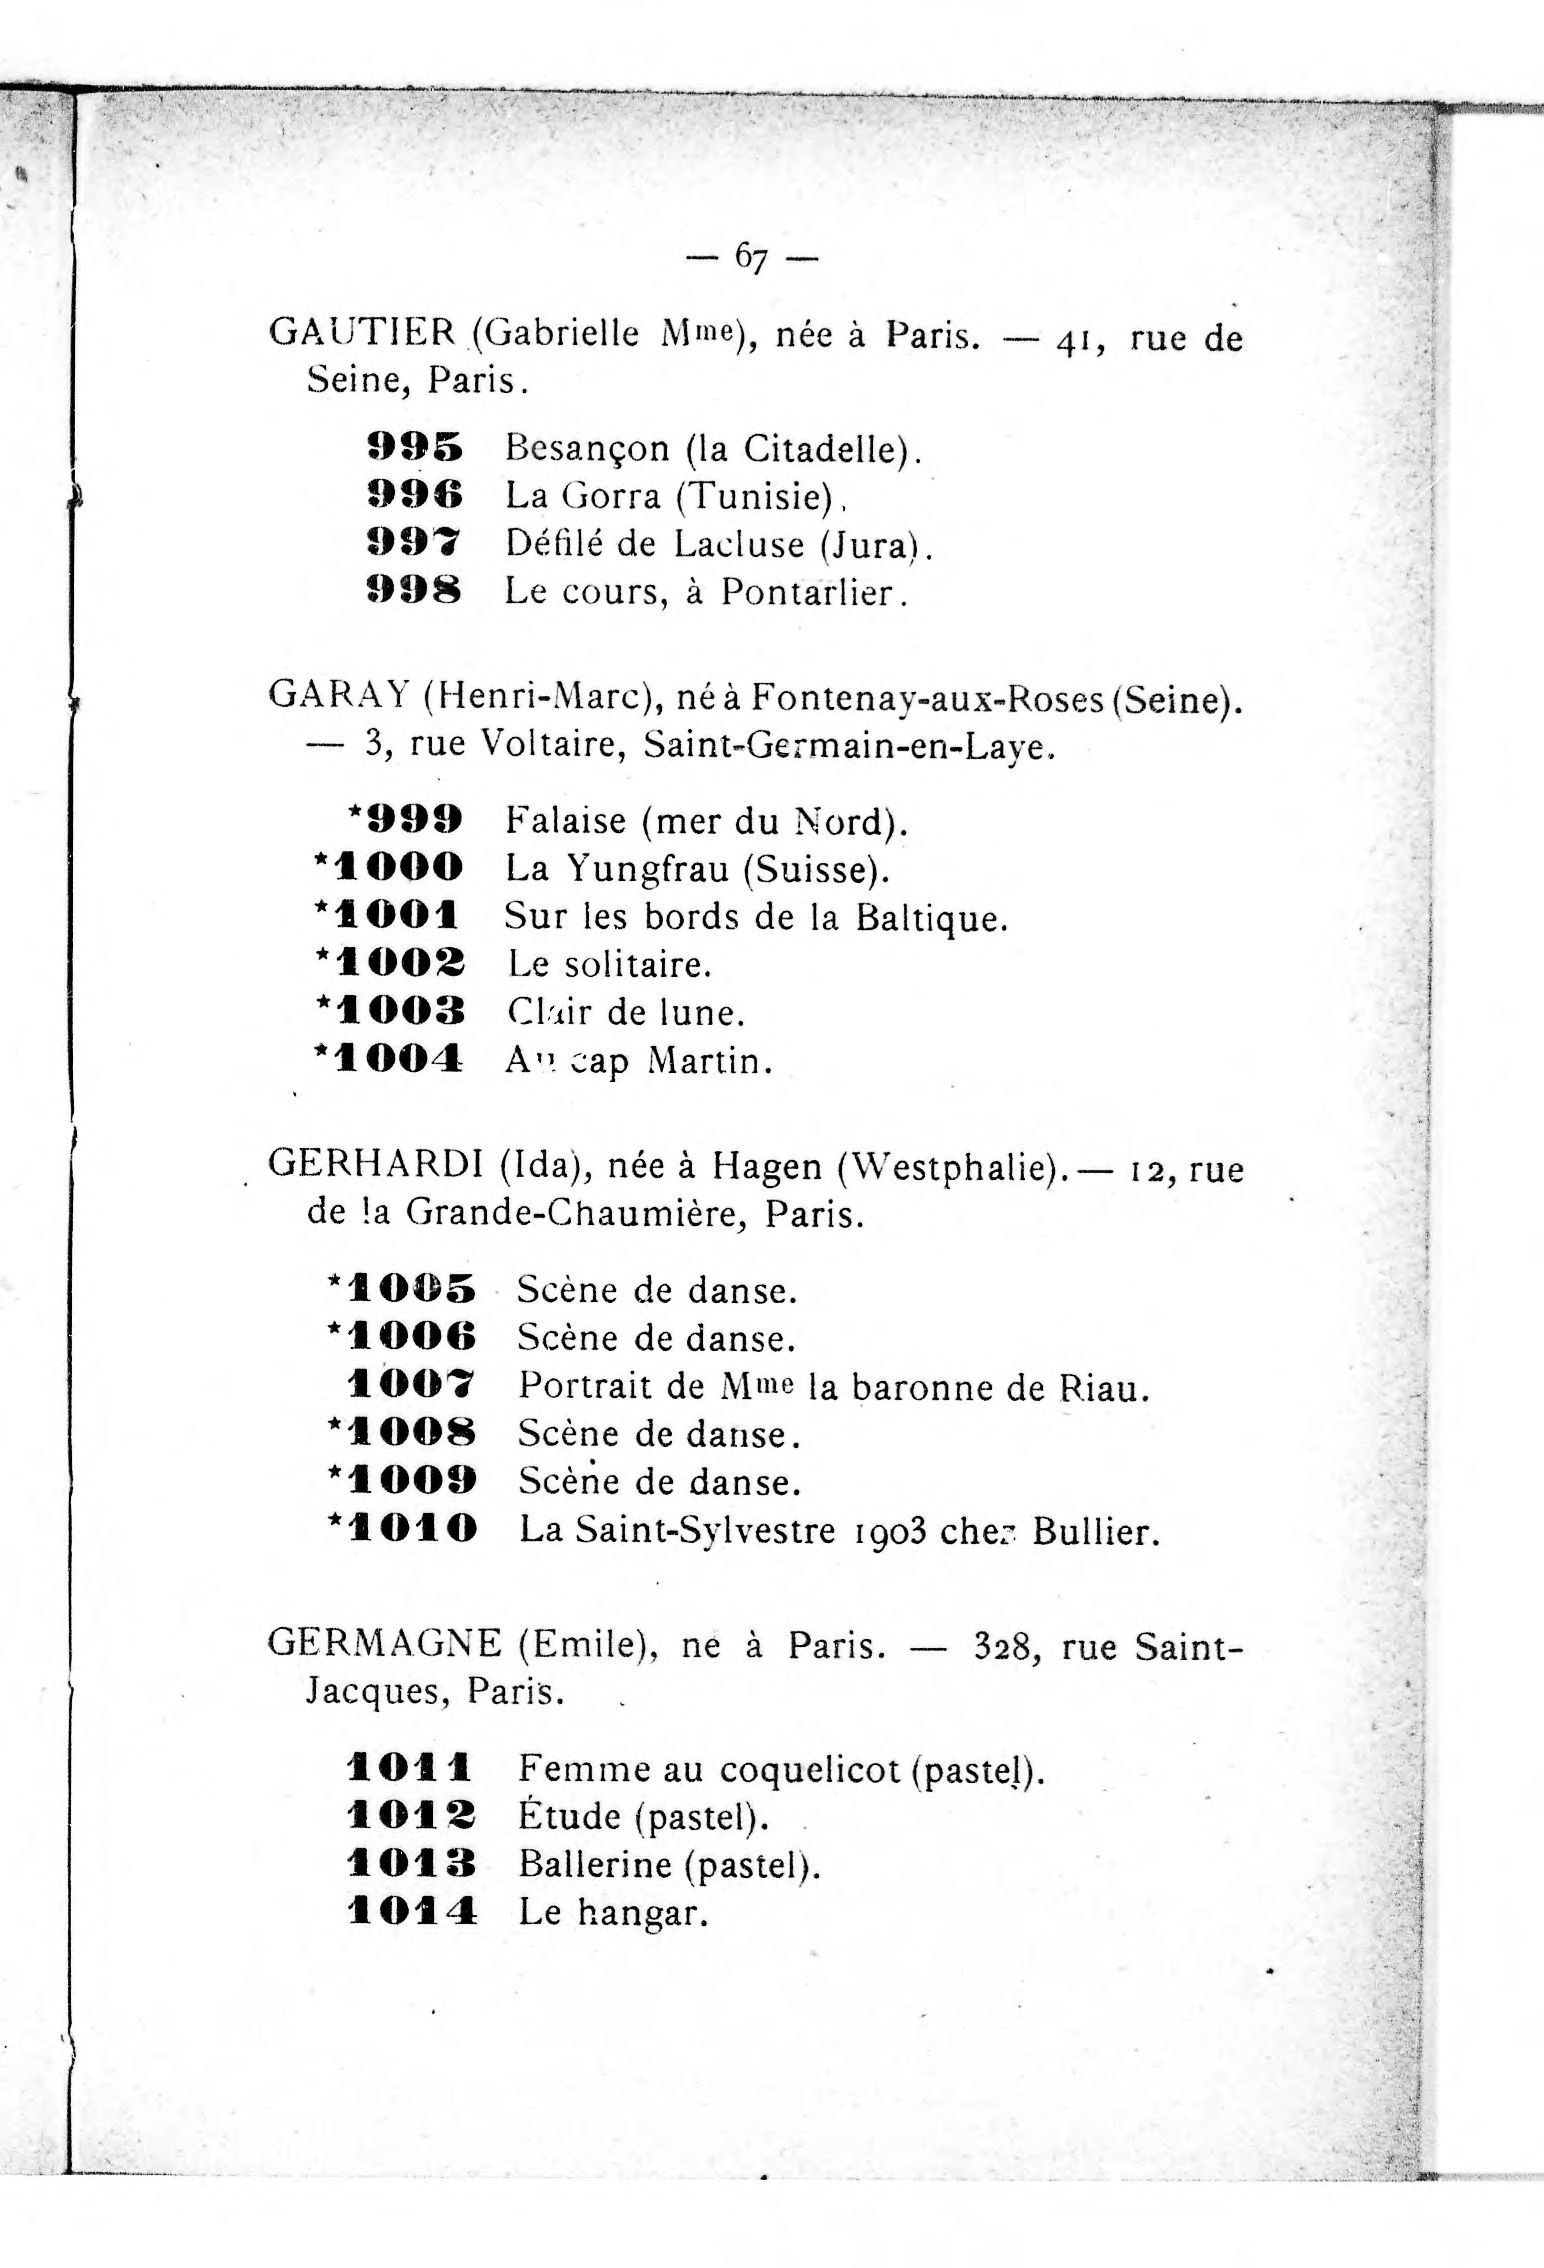 — 67 —
GAUTIER (Gabrielle Mme), née à Paris. — 41, rue de
Seine, Paris.
995 Besançon (la Citadelle).
996 La Gorra (Tunisie).
997 Défilé de Lacluse (Jura).
998 Le cours, à Pontarlier.
GARAY (Henri-Marc), né à Fontenay-aux-Roses (Seine).
— 3, rue Voltaire, Saint-Germain-en-Laye.
*999 Falaise (mer du Nord).
*1000 La Yungfrau (Suisse).
*1001 Sur les bords de la Baltique.
*1002 Le solitaire.
*1003 Clair de lune.
*1004 Au cap Martin.
GERHARDI (Ida), née à Hagen (Westphalie). — 12, rue
de la Grande-Chaumière, Paris.
*1005 Scène de danse.
*1006 Scène de danse.
1007 Portrait de Mme la baronne de Riau.
*1008 Scène de danse.
*1009 Scène de danse.
*1010 La Saint-Sylvestre 1903 chez Bullier.
GERMAGNE (Emile), né à Paris. — 328, rue Saint-
Jacques, Paris.
1011 Femme au coquelicot (pastel).
1012 Étude (pastel).
1013 Ballerine (pastel).
1014 Le hangar.